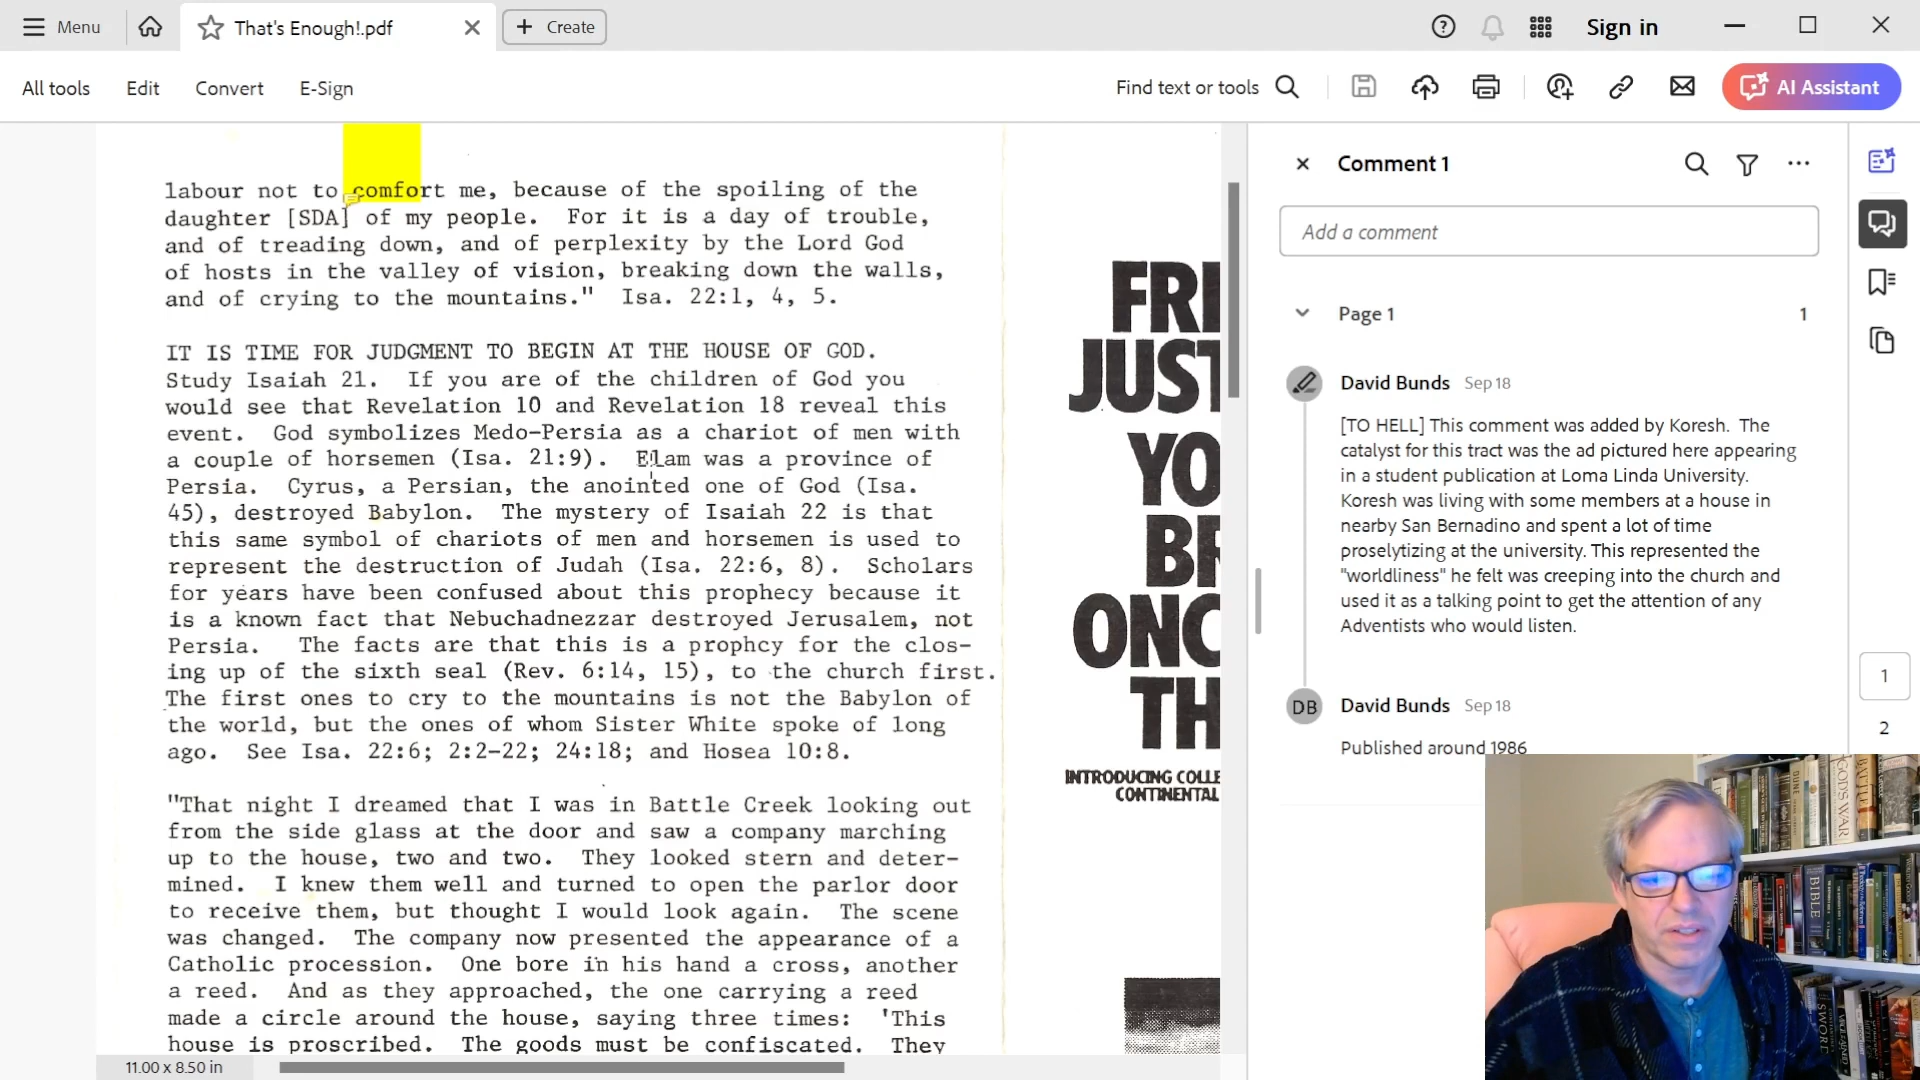 Menu
That's Enough!.pdf
Create
Sign in
All tools
Edit
Convert
E-Sign
Find text or tools
AI Assistant
labour not to comfort me, because of the spoiling of the
daughter [SDA] of my people. For it is a day of trouble,
and of treading down, and of perplexity by the Lord God
of hosts in the valley of vision, breaking down the walls,
and of crying to the mountains." Isa. 22:1, 4, 5.
IT IS TIME FOR JUDGMENT TO BEGIN AT THE HOUSE OF GOD.
Study Isaiah 21. If you are of the children of God you
would see that Revelation 10 and Revelation 18 reveal this
event. God symbolizes Medo-Persia as a chariot of men with
a couple of horsemen (Isa. 21:9). Elam was a province of
Persia. Cyrus, a Persian, the anointed one of God (Isa.
45), destroyed Babylon. The mystery of Isaiah 22 is that
this same symbol of chariots of men and horsemen is used to
represent the destruction of Judah (Isa. 22:6, 8). Scholars
for years have been confused about this prophecy because it
is a known fact that Nebuchadnezzar destroyed Jerusalem, not
Persia. The facts are that this is a prophcy for the clos-
ing up of the sixth seal (Rev. 6:14, 15), to the church first.
The first ones to cry to the mountains is not the Babylon of
the world, but the ones of whom Sister White spoke of long
ago. See Isa. 22:6; 2:2-22; 24:18; and Hosea 10:8.
"That night I dreamed that I was in Battle Creek looking out
from the side glass at the door and saw a company marching
up to the house, two and two. They looked stern and deter-
mined. I knew them well and turned to open the parlor door
to receive them, but thought I would look again. The scene
was changed. The company now presented the appearance of a
Catholic procession. One bore in his hand a cross, another
a reed. And as they approached, the one carrying a reed
made a circle around the house, saying three times: 'This
house is proscribed. The goods must be confiscated. They
11.00 x 8.50 in
FRI
JUST
YO
BR
ONC
TH
INTRODUCING COLLE
CONTINENTAL
Comment 1
Add a comment
Page 1
1
David Bunds Sep 18
[TO HELL] This comment was added by Koresh. The
catalyst for this tract was the ad pictured here appearing
in a student publication at Loma Linda University.
Koresh was living with some members at a house in
nearby San Bernadino and spent a lot of time
proselytizing at the university. This represented the
"worldliness" he felt was creeping into the church and
used it as a talking point to get the attention of any
Adventists who would listen.
DB
David Bunds Sep 18
Published around 1986
1
2
BIBLE
GOD'S WAR
SWORD